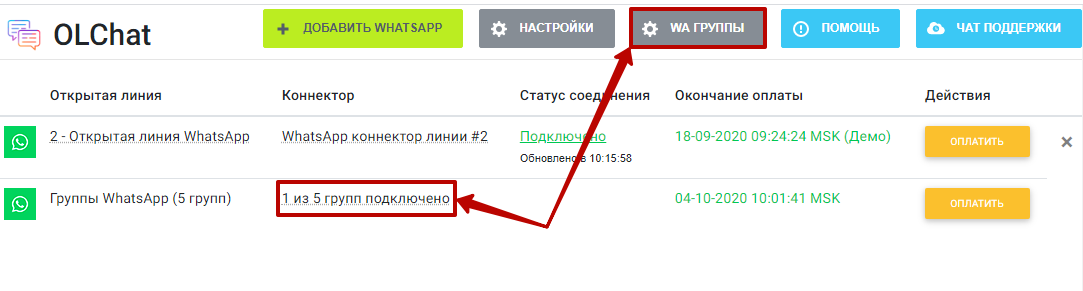 OLChat
ДОБАВИТЬ WHATSAPP
НАСТРОЙКИ
WA ГРУППЫ
ПОМОЩЬ
ЧАТ ПОДДЕРЖКИ
Открытая линия Коннектор Статус соединения Окончание оплаты Действия
2 - Открытая линия WhatsApp WhatsApp коннектор линии #2 Подключено 18-09-2020 09:24:24 MSK (Демо) ОПЛАТИТЬ
Обновлено в 10:15:58
Группы WhatsApp (5 групп) 1 из 5 групп подключено 04-10-2020 10:01:41 MSK ОПЛАТИТЬ